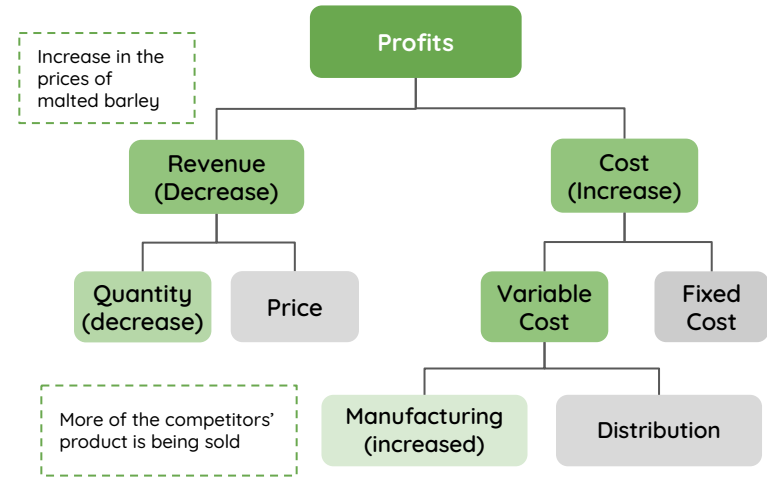 Profits
Increase in the
prices of
malted barley
Revenue
(Decrease)
Cost
(Increase)
Quantity
(decrease)
Price
Variable
Cost
Fixed
Cost
More of the competitors'
product is being sold
Manufacturing
(increased)
Distribution